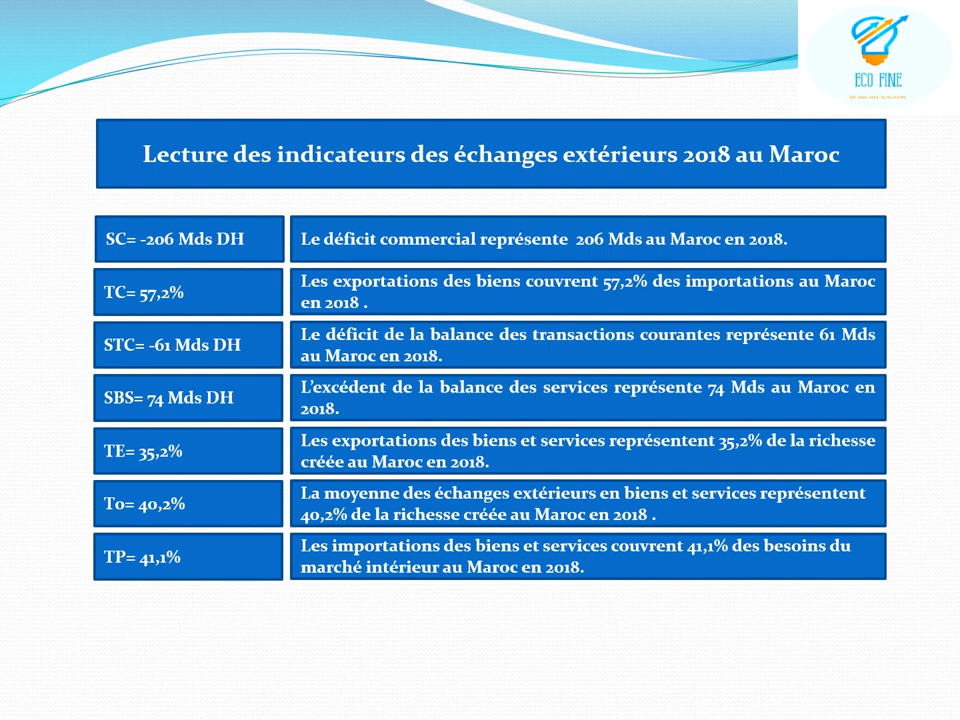 ECO FINE
Lecture des indicateurs des échanges extérieurs 2018 au Maroc
SC= -206 Mds DH
Le déficit commercial représente 206 Mds au Maroc en 2018.
TC= 57,2%
Les exportations des biens couvrent 57,2% des importations au Maroc
en 2018 .
STC= -61 Mds DH
Le déficit de la balance des transactions courantes représente 61 Mds
au Maroc en 2018.
SBS= 74 Mds DH
L'excédent de la balance des services représente 74 Mds au Maroc en
2018.
TE= 35,2%
Les exportations des biens et services représentent 35,2% de la richesse
créée au Maroc en 2018.
To= 40,2%
La moyenne des échanges extérieurs en biens et services représentent
40,2% de la richesse créée au Maroc en 2018 .
TP= 41,1%
Les importations des biens et services couvrent 41,1% des besoins du
marché intérieur au Maroc en 2018.